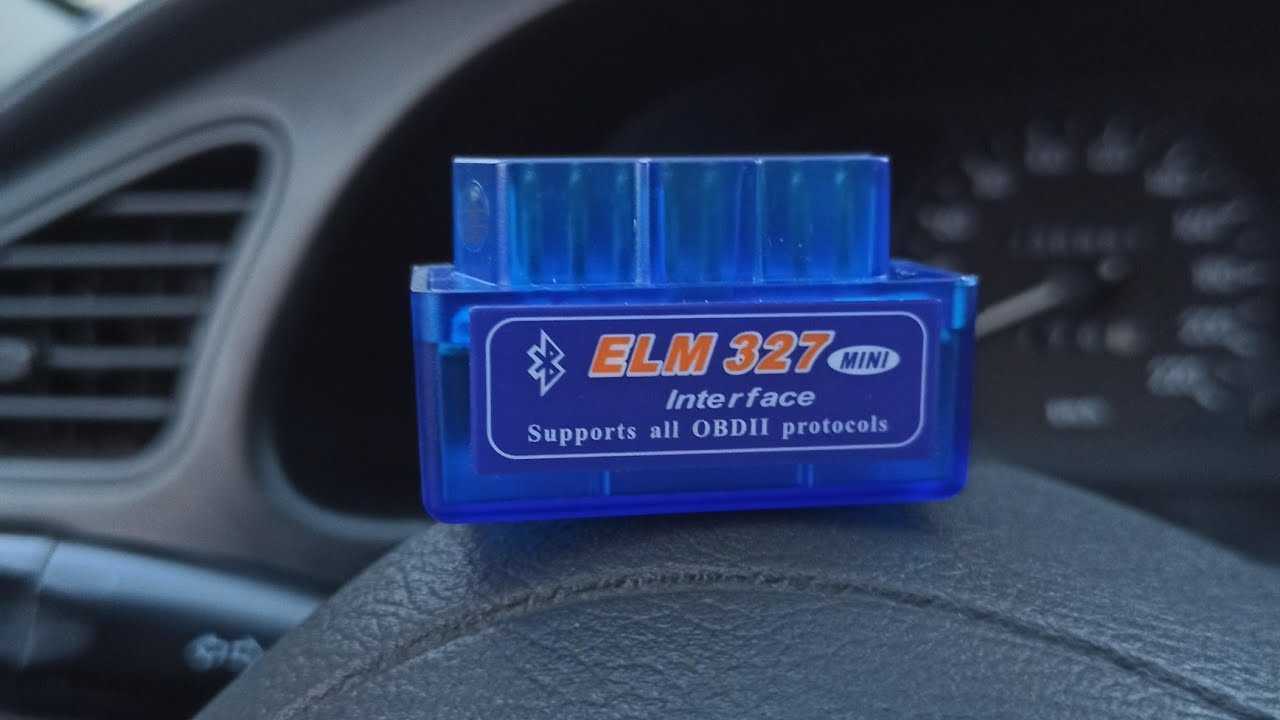 ELM 327 MINI
Interface
Supports all OBDII protocols